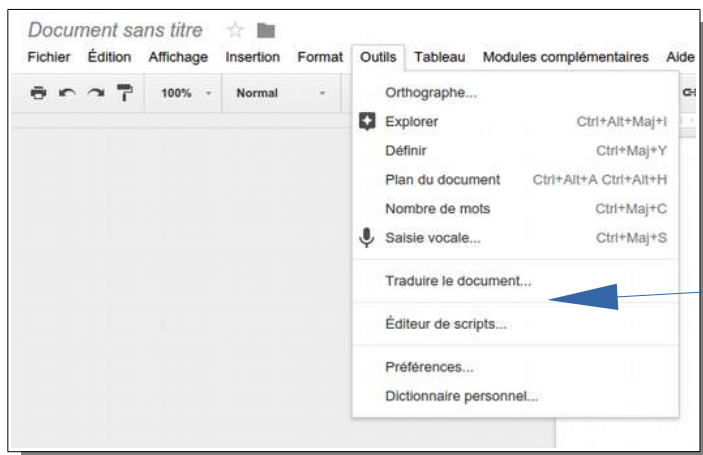 Document sans titre
Fichier Édition Affichage Insertion Format Outils Tableau Modules complémentaires Aide
100% Normal
Orthographe...
Explorer Ctrl+Alt+Maj+I
Définir Ctrl+Maj+Y
Plan du document Ctrl+Alt+A Ctrl+Alt+H
Nombre de mots Ctrl+Maj+C
Saisie vocale... Ctrl+Maj+S
Traduire le document...
Éditeur de scripts...
Préférences...
Dictionnaire personnel...